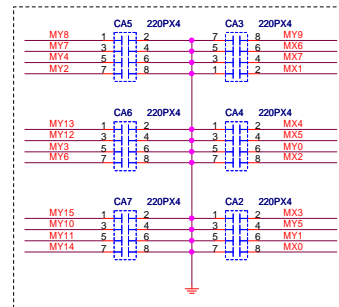 CA5 220PX4 CA3 220PX4
MY8 1 2 7 8 MY9
MY7 3 4 5 6 MX6
MY4 5 6 3 4 MX7
MY2 7 8 1 2 MX1
CA6 220PX4 CA4 220PX4
MY13 1 2 1 2 MX4
MY12 3 4 3 4 MX5
MY3 5 6 5 6 MY0
MY6 7 8 7 8 MX2
CA7 220PX4 CA2 220PX4
MY15 1 2 1 2 MX3
MY10 3 4 3 4 MY5
MY11 5 6 5 6 MY1
MY14 7 8 7 8 MX0